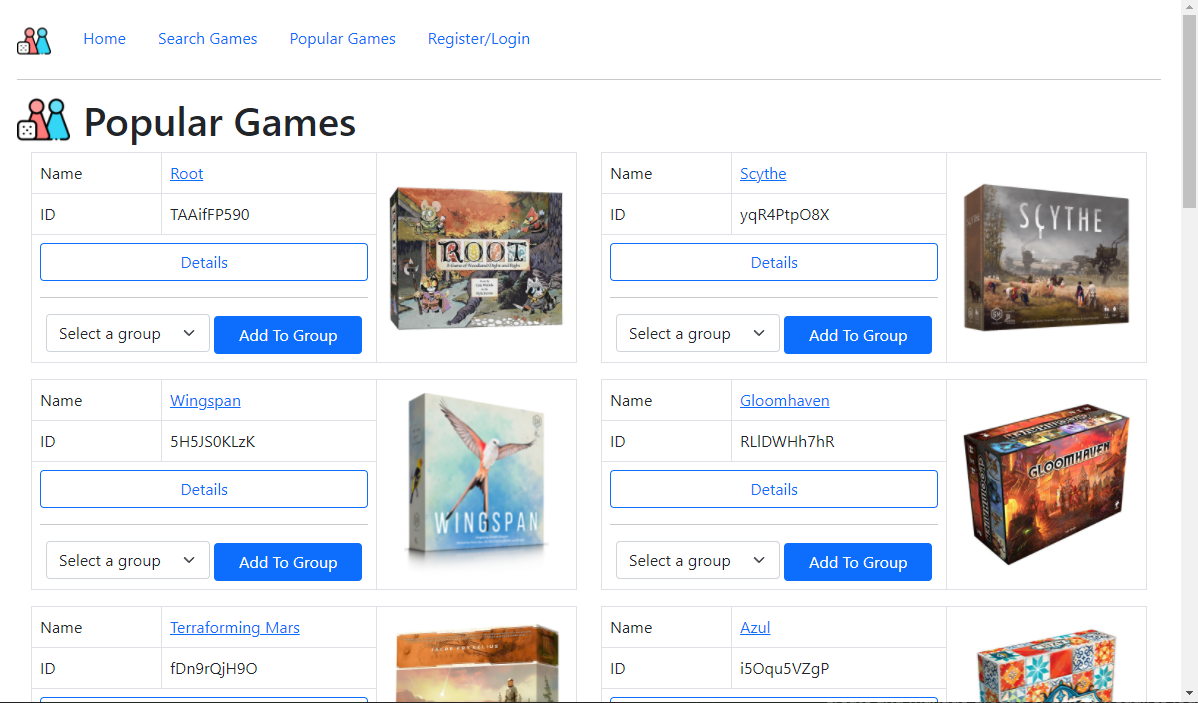 Home Search Games Popular Games Register/Login
Popular Games
Name Root
ID TAAifFP590
Details
Select a group Add To Group
ROOT
A Game of Woodland Might and Right
Name Scythe
ID yqR4PtpO8X
Details
Select a group Add To Group
SCYTHE
Name Wingspan
ID 5H5JS0KLzK
Details
Select a group Add To Group
WINGSPAN
Name Gloomhaven
ID RLlDWHh7hR
Details
Select a group Add To Group
GLOOMHAVEN
Name Terraforming Mars
ID fDn9rQjH9O
JACOB FRYXELIUS
Name Azul
ID i5Oqu5VZgP